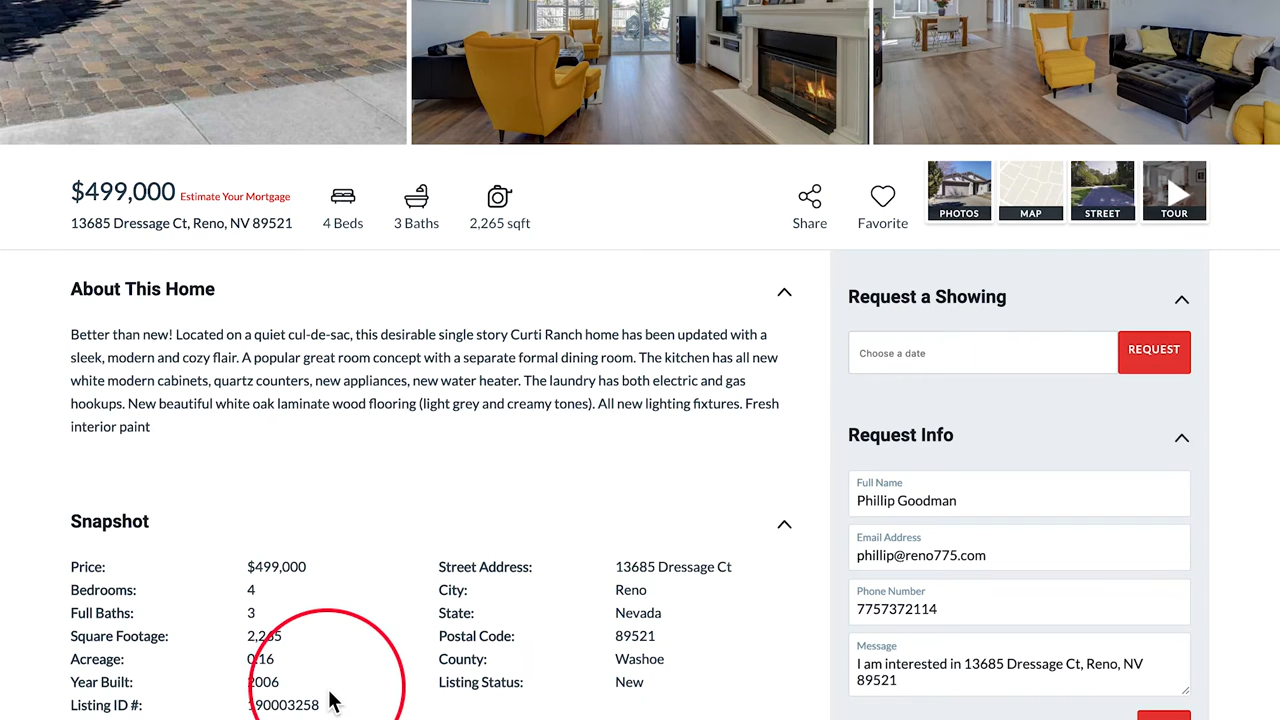 $499,000 Estimate Your Mortgage
13685 Dressage Ct, Reno, NV 89521
4 Beds
3 Baths
2,265 sqft
Share
Favorite
PHOTOS
MAP
STREET
TOUR
About This Home
Better than new! Located on a quiet cul-de-sac, this desirable single story Curti Ranch home has been updated with a
sleek, modern and cozy flair. A popular great room concept with a separate formal dining room. The kitchen has all new
white modern cabinets, quartz counters, new appliances, new water heater. The laundry has both electric and gas
hookups. New beautiful white oak laminate wood flooring (light grey and creamy tones). All new lighting fixtures. Fresh
interior paint
Snapshot
Price: $499,000
Bedrooms: 4
Full Baths: 3
Square Footage: 2,265
Acreage: 0.16
Year Built: 2006
Listing ID #: 190003258
Street Address: 13685 Dressage Ct
City: Reno
State: Nevada
Postal Code: 89521
County: Washoe
Listing Status: New
Request a Showing
Choose a date
REQUEST
Request Info
Full Name
Phillip Goodman
Email Address
phillip@reno775.com
Phone Number
7757372114
Message
I am interested in 13685 Dressage Ct, Reno, NV
89521